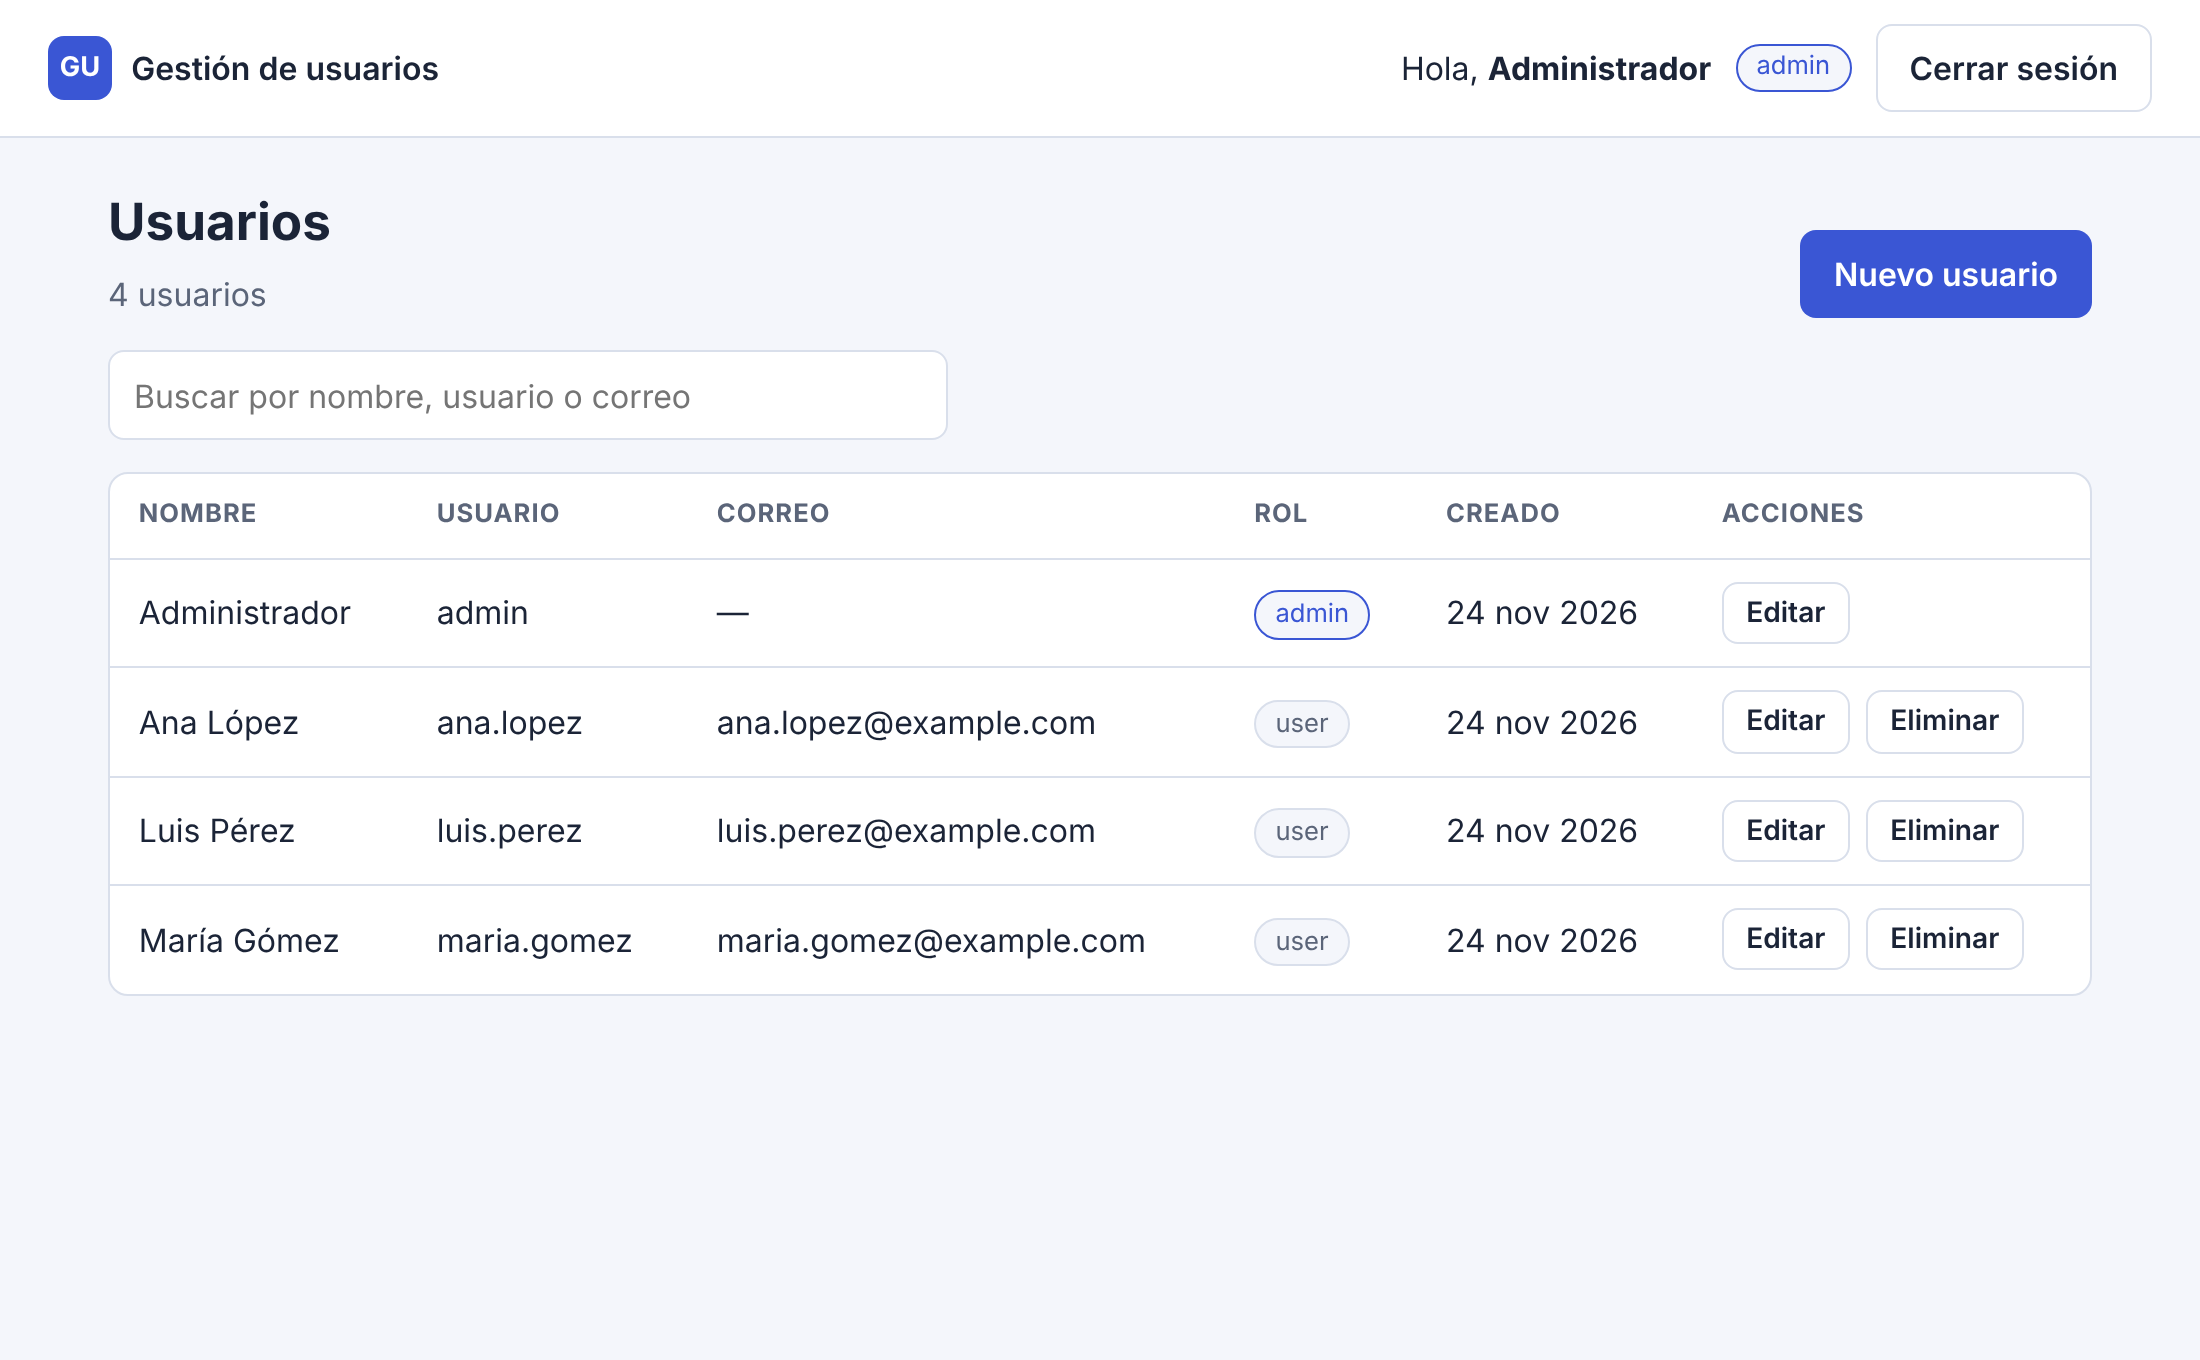 GU Gestión de usuarios Hola, Administrador admin Cerrar sesión
Usuarios
4 usuarios
Nuevo usuario
Buscar por nombre, usuario o correo
NOMBRE USUARIO CORREO ROL CREADO ACCIONES
Administrador admin — admin 24 nov 2026 Editar
Ana López ana.lopez ana.lopez@example.com user 24 nov 2026 Editar Eliminar
Luis Pérez luis.perez luis.perez@example.com user 24 nov 2026 Editar Eliminar
María Gómez maria.gomez maria.gomez@example.com user 24 nov 2026 Editar Eliminar